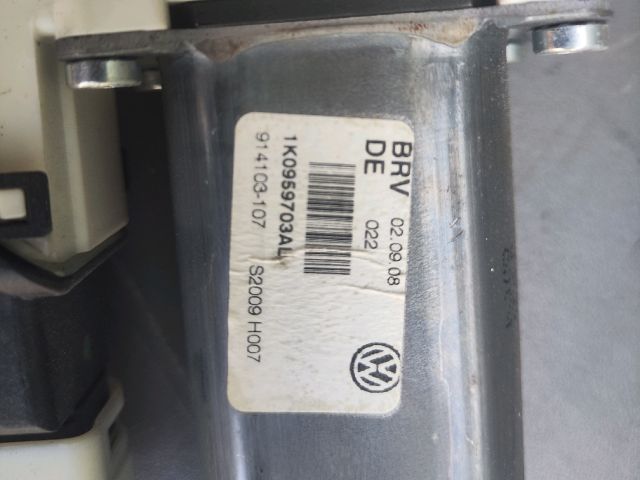 BRV 02.09.08
DE 022
1K0959703AL
914103-107 S2009 H007